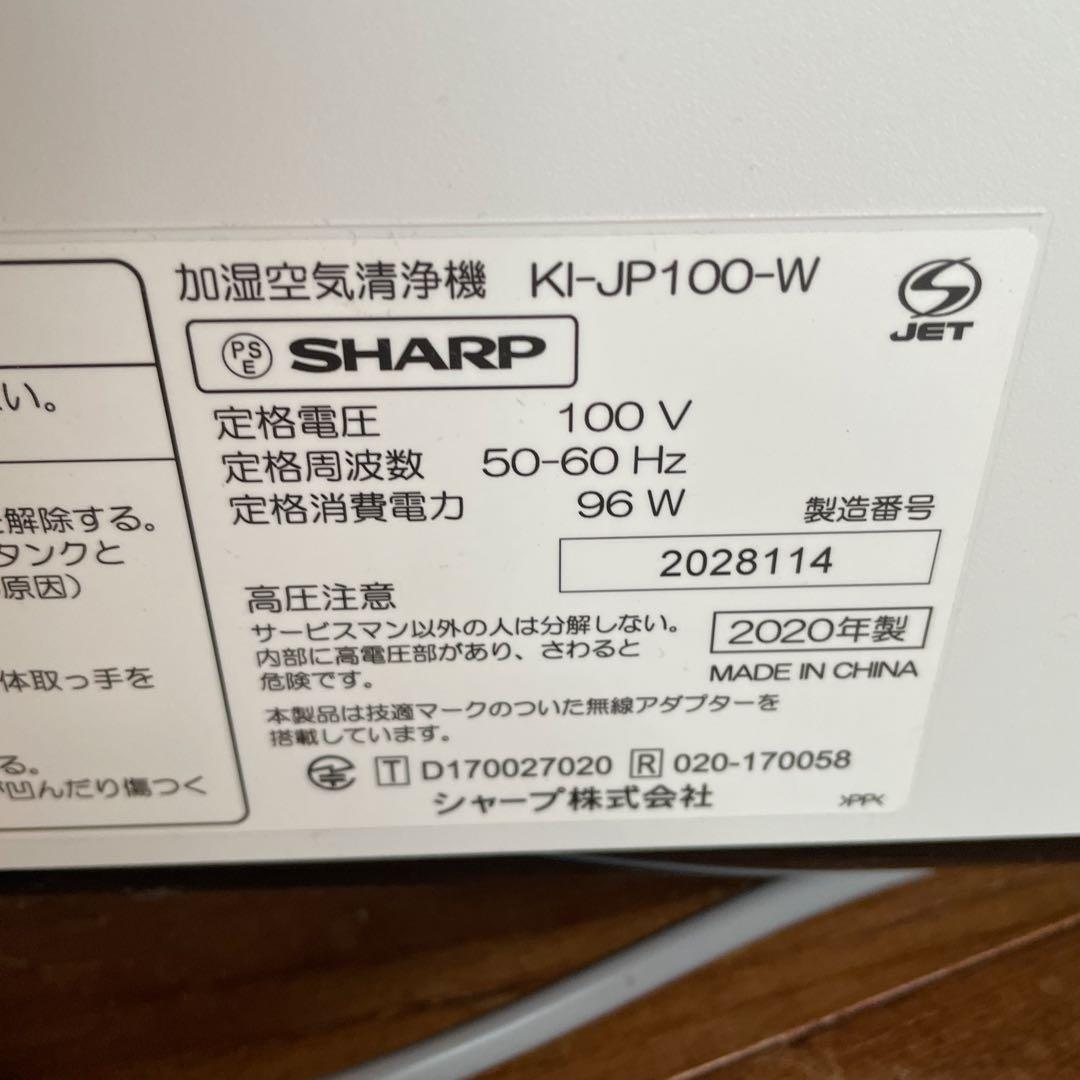 加湿空気清浄機 KI-JP100-W
JET
PSE SHARP
定格電圧 100 V
定格周波数 50-60 Hz
定格消費電力 96 W
製造番号
2028114
高圧注意
サービスマン以外の人は分解しない。
内部に高電圧部があり、さわると
危険です。
2020年製
MADE IN CHINA
本製品は技適マークのついた無線アダプターを
搭載しています。
T D170027020 R 020-170058
シャープ株式会社
>PP<
い。
解除する。
タンクと
原因)
体取っ手を
る。
凹んだり傷つく